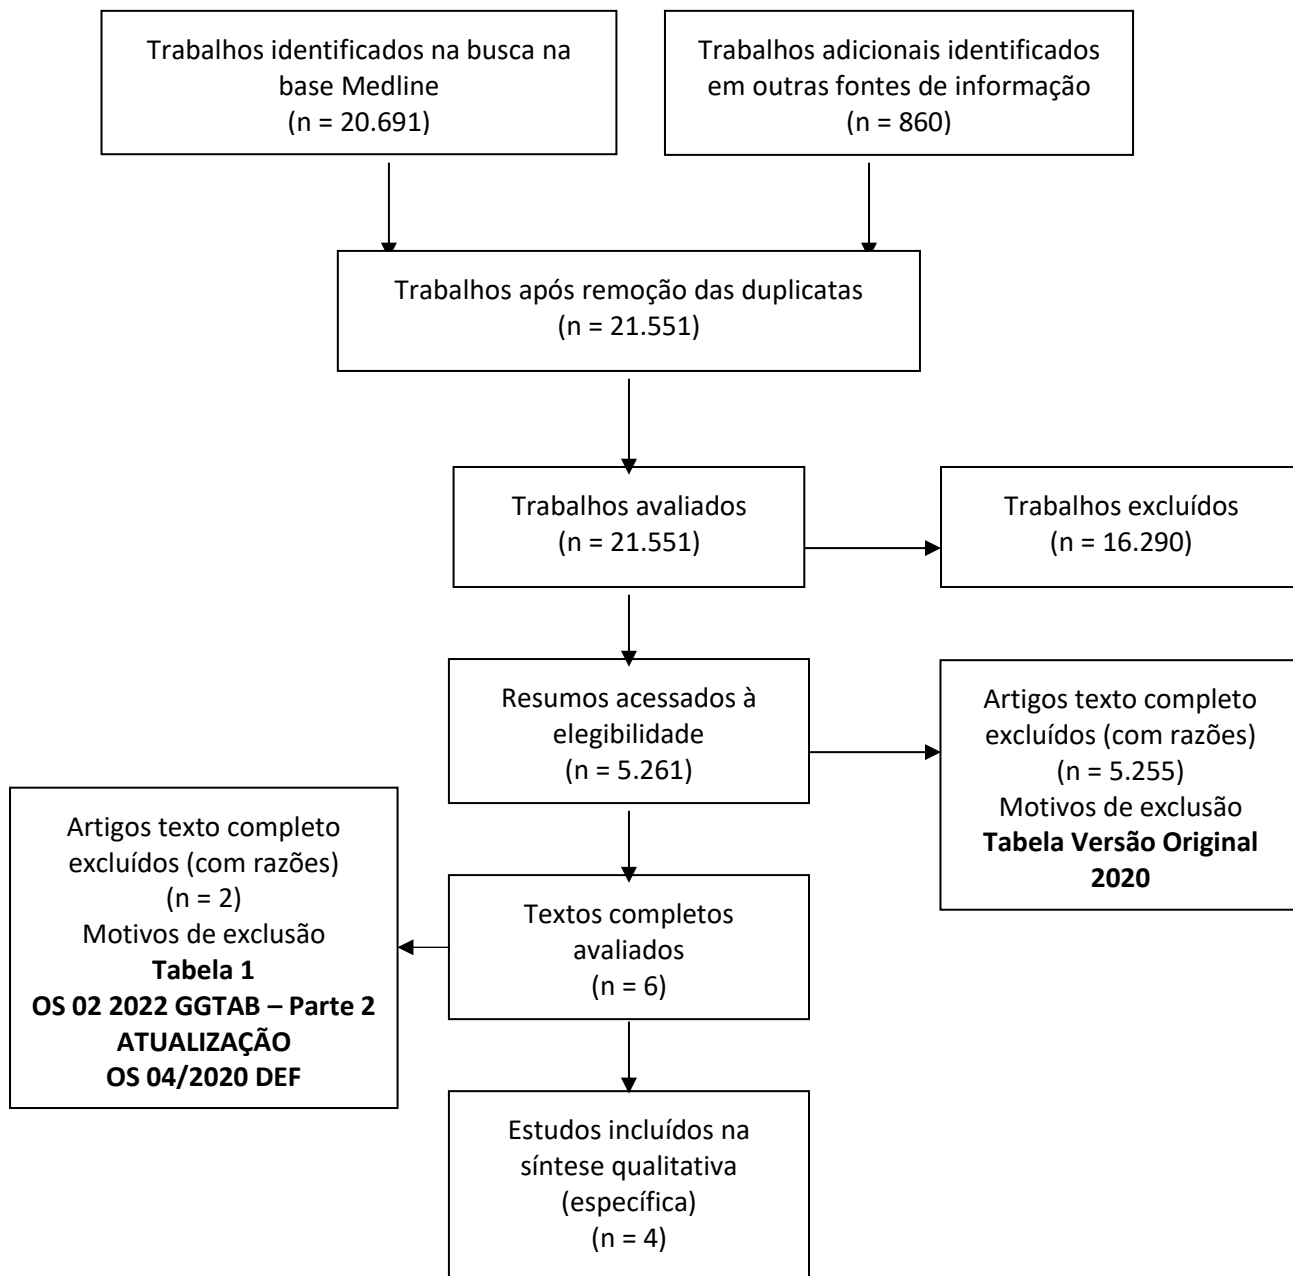 Trabalhos identificados na busca na
base Medline
(n = 20.691)
Trabalhos adicionais identificados
em outras fontes de informação
(n = 860)
Trabalhos após remoção das duplicatas
(n = 21.551)
Trabalhos avaliados
(n = 21.551)
Trabalhos excluídos
(n = 16.290)
Resumos acessados à
elegibilidade
(n = 5.261)
Artigos texto completo
excluídos (com razões)
(n = 5.255)
Motivos de exclusão
Tabela Versão Original
2020
Artigos texto completo
excluídos (com razões)
(n = 2)
Motivos de exclusão
Tabela 1
OS 02 2022 GGTAB – Parte 2
ATUALIZAÇÃO
OS 04/2020 DEF
Textos completos
avaliados
(n = 6)
Estudos incluídos na
síntese qualitativa
(específica)
(n = 4)